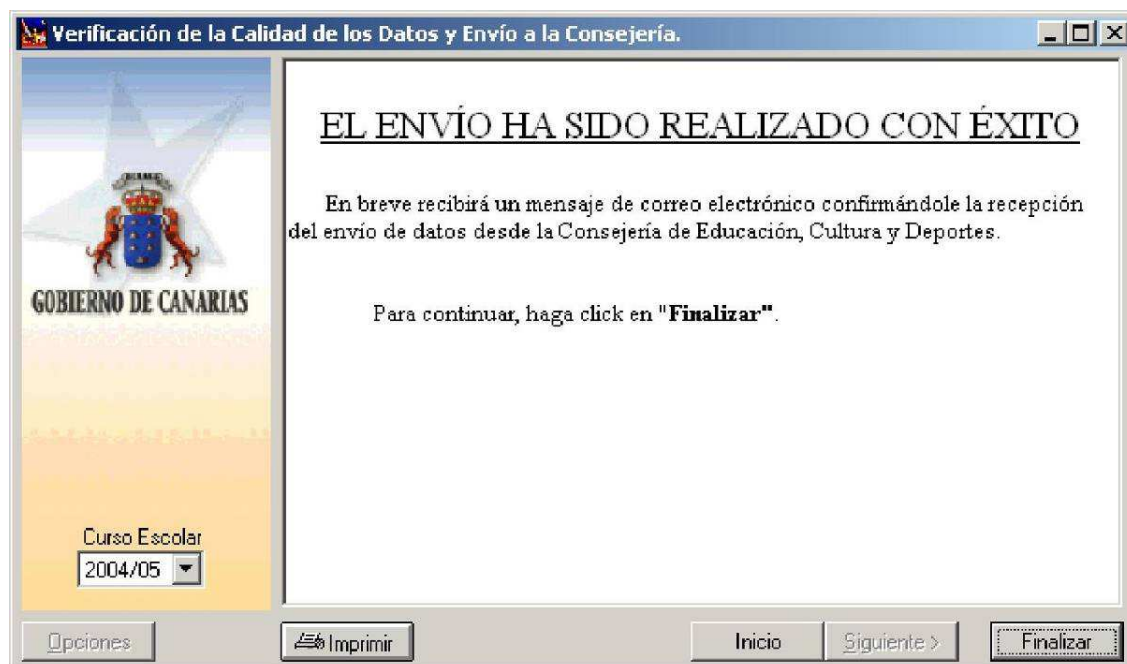 Verificación de la Calidad de los Datos y Envío a la Consejería.
EL ENVÍO HA SIDO REALIZADO CON ÉXITO
En breve recibirá un mensaje de correo electrónico confirmándole la recepción
del envío de datos desde la Consejería de Educación, Cultura y Deportes.
Para continuar, haga click en "Finalizar".
GOBIERNO DE CANARIAS
Curso Escolar
2004/05
Opciones
Imprimir
Inicio
Siguiente >
Finalizar